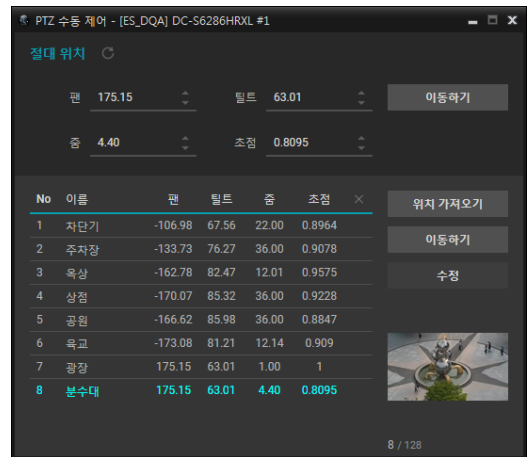 PTZ 수동 제어 - [ES_DQA] DC-S6286HRXL #1
절대 위치
팬 175.15 틸트 63.01 이동하기
줌 4.40 초점 0.8095
No 이름 팬 틸트 줌 초점
위치 가져오기
1 차단기 -106.98 67.56 22.00 0.8964
2 주차장 -133.73 76.27 36.00 0.9078
이동하기
3 옥상 -162.78 82.47 12.01 0.9575
수정
4 상점 -170.07 85.32 36.00 0.9228
5 공원 -166.62 85.98 36.00 0.8847
6 육교 -173.08 81.21 12.14 0.909
7 광장 175.15 63.01 1.00 1
8 분수대 175.15 63.01 4.40 0.8095
8 / 128